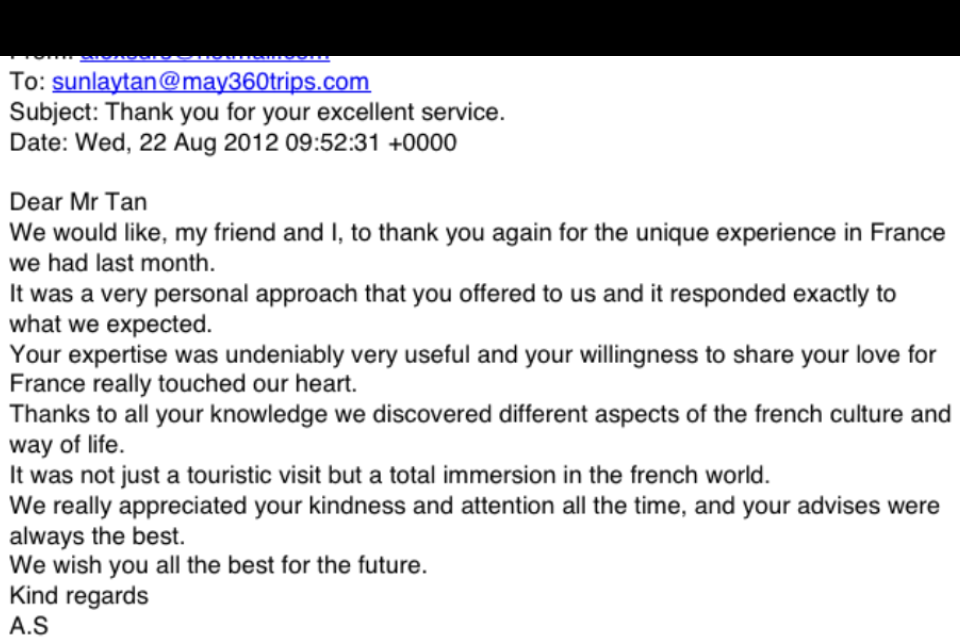 To: sunlaytan@may360trips.com
Subject: Thank you for your excellent service.
Date: Wed, 22 Aug 2012 09:52:31 +0000
Dear Mr Tan
We would like, my friend and I, to thank you again for the unique experience in France
we had last month.
It was a very personal approach that you offered to us and it responded exactly to
what we expected.
Your expertise was undeniably very useful and your willingness to share your love for
France really touched our heart.
Thanks to all your knowledge we discovered different aspects of the french culture and
way of life.
It was not just a touristic visit but a total immersion in the french world.
We really appreciated your kindness and attention all the time, and your advises were
always the best.
We wish you all the best for the future.
Kind regards
A.S